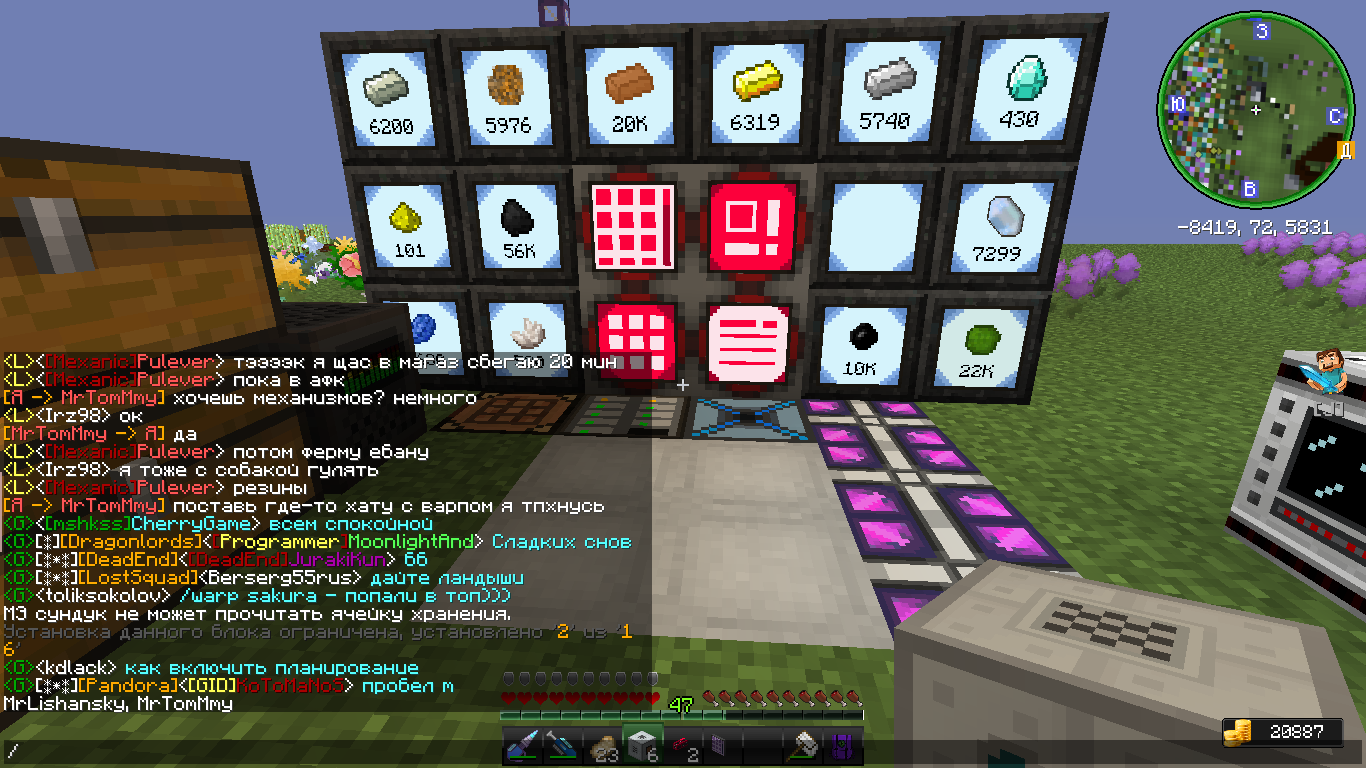 6200
5976
20K
6319
5740
430
101
56K
7299
10K
22K
З
Ю
С
Д
В
-8419, 72, 5831
<L><[Mexanic]Pulever> тээээк я щас в магаз сбегаю 20 мин
<L><[Mexanic]Pulever> пока в афк
[Я -> MrTomMmy] хочешь механизмов? немного
<L><Irz98> ок
[MrTomMmy -> Я] да
<L><[Mexanic]Pulever> потом ферму ебану
<L><Irz98> я тоже с собакой гулять
<L><[Mexanic]Pulever> резины
[Я -> MrTomMmy] поставь где-то хату с варпом я тпхнусь
<G><[mshkss]CherryGame> всем спокойной
<G>[*][Dragonlords]<[Programmer]MoonlightAnd> Сладких снов
<G>[**][DeadEnd]<[DeadEnd]JurakiKun> бб
<G>[**][LostSquad]<Berserg55rus> дайте ландыши
<G><toliksokolov> /warp sakura - попали в топ)))
МЭ сундук не может прочитать ячейку хранения.
Установка данного блока ограничена, установлено '2' из '1
6'
<G><kdlack> как включить планирование
<G>[**][Pandora]<[GID]KoToMaNoS> пробел м
MrLishansky, MrTomMmy
47
23
6
2
20887
/